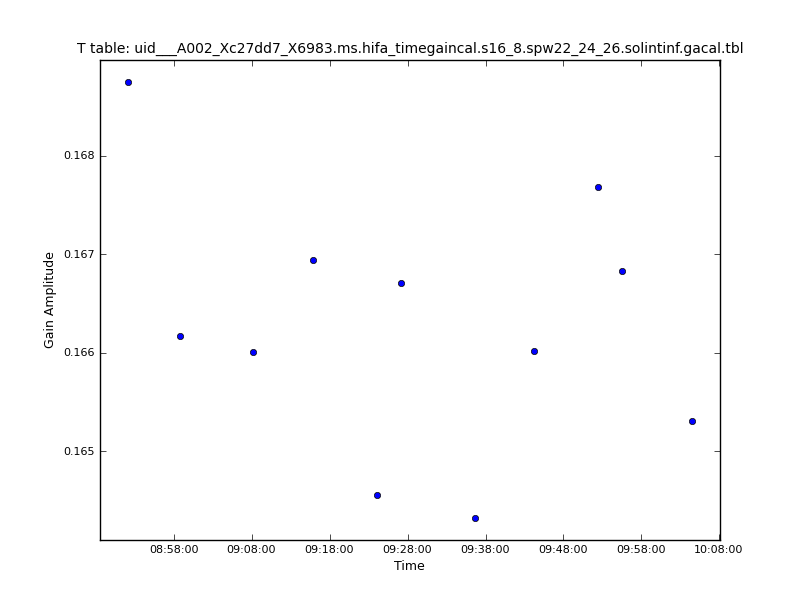 T table: uid___A002_Xc27dd7_X6983.ms.hifa_timegaincal.s16_8.spw22_24_26.solintinf.gacal.tbl
0.168
0.167
Gain Amplitude
0.166
0.165
08:58:00 09:08:00 09:18:00 09:28:00 09:38:00 09:48:00 09:58:00 10:08:00
Time